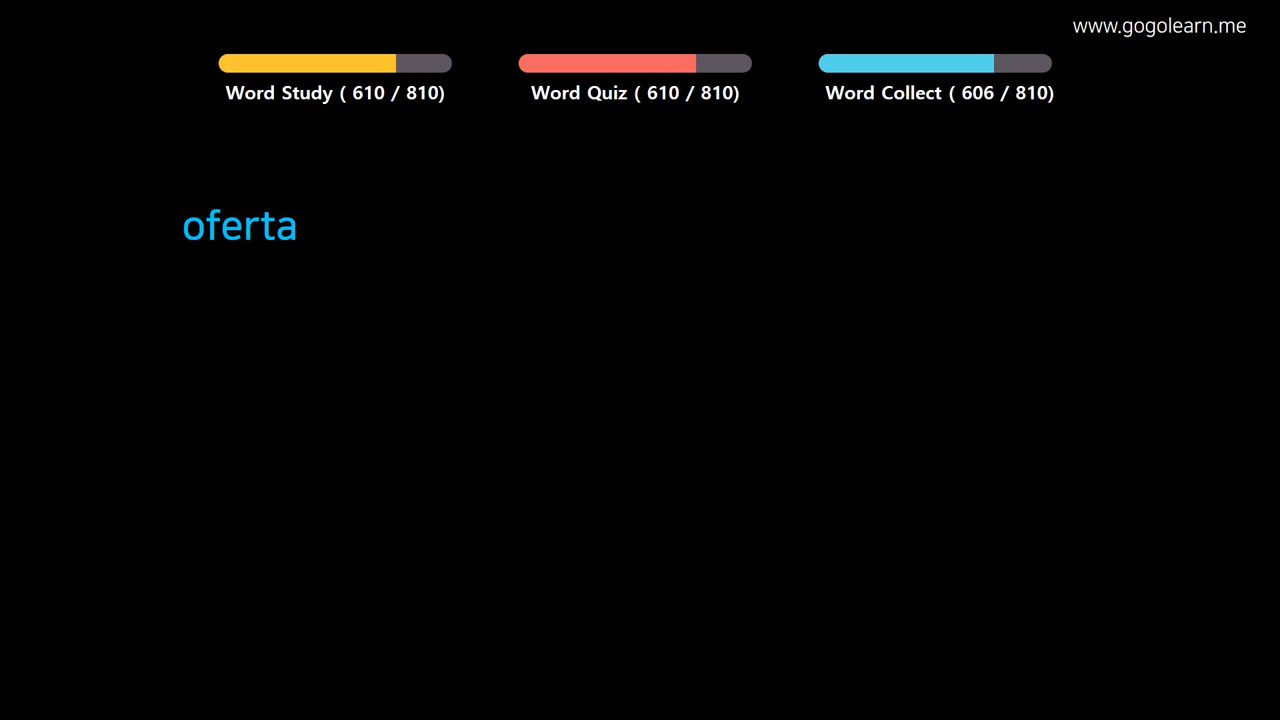 www.gogolearn.me
Word Study ( 610 / 810)
Word Quiz ( 610 / 810)
Word Collect ( 606 / 810)
oferta